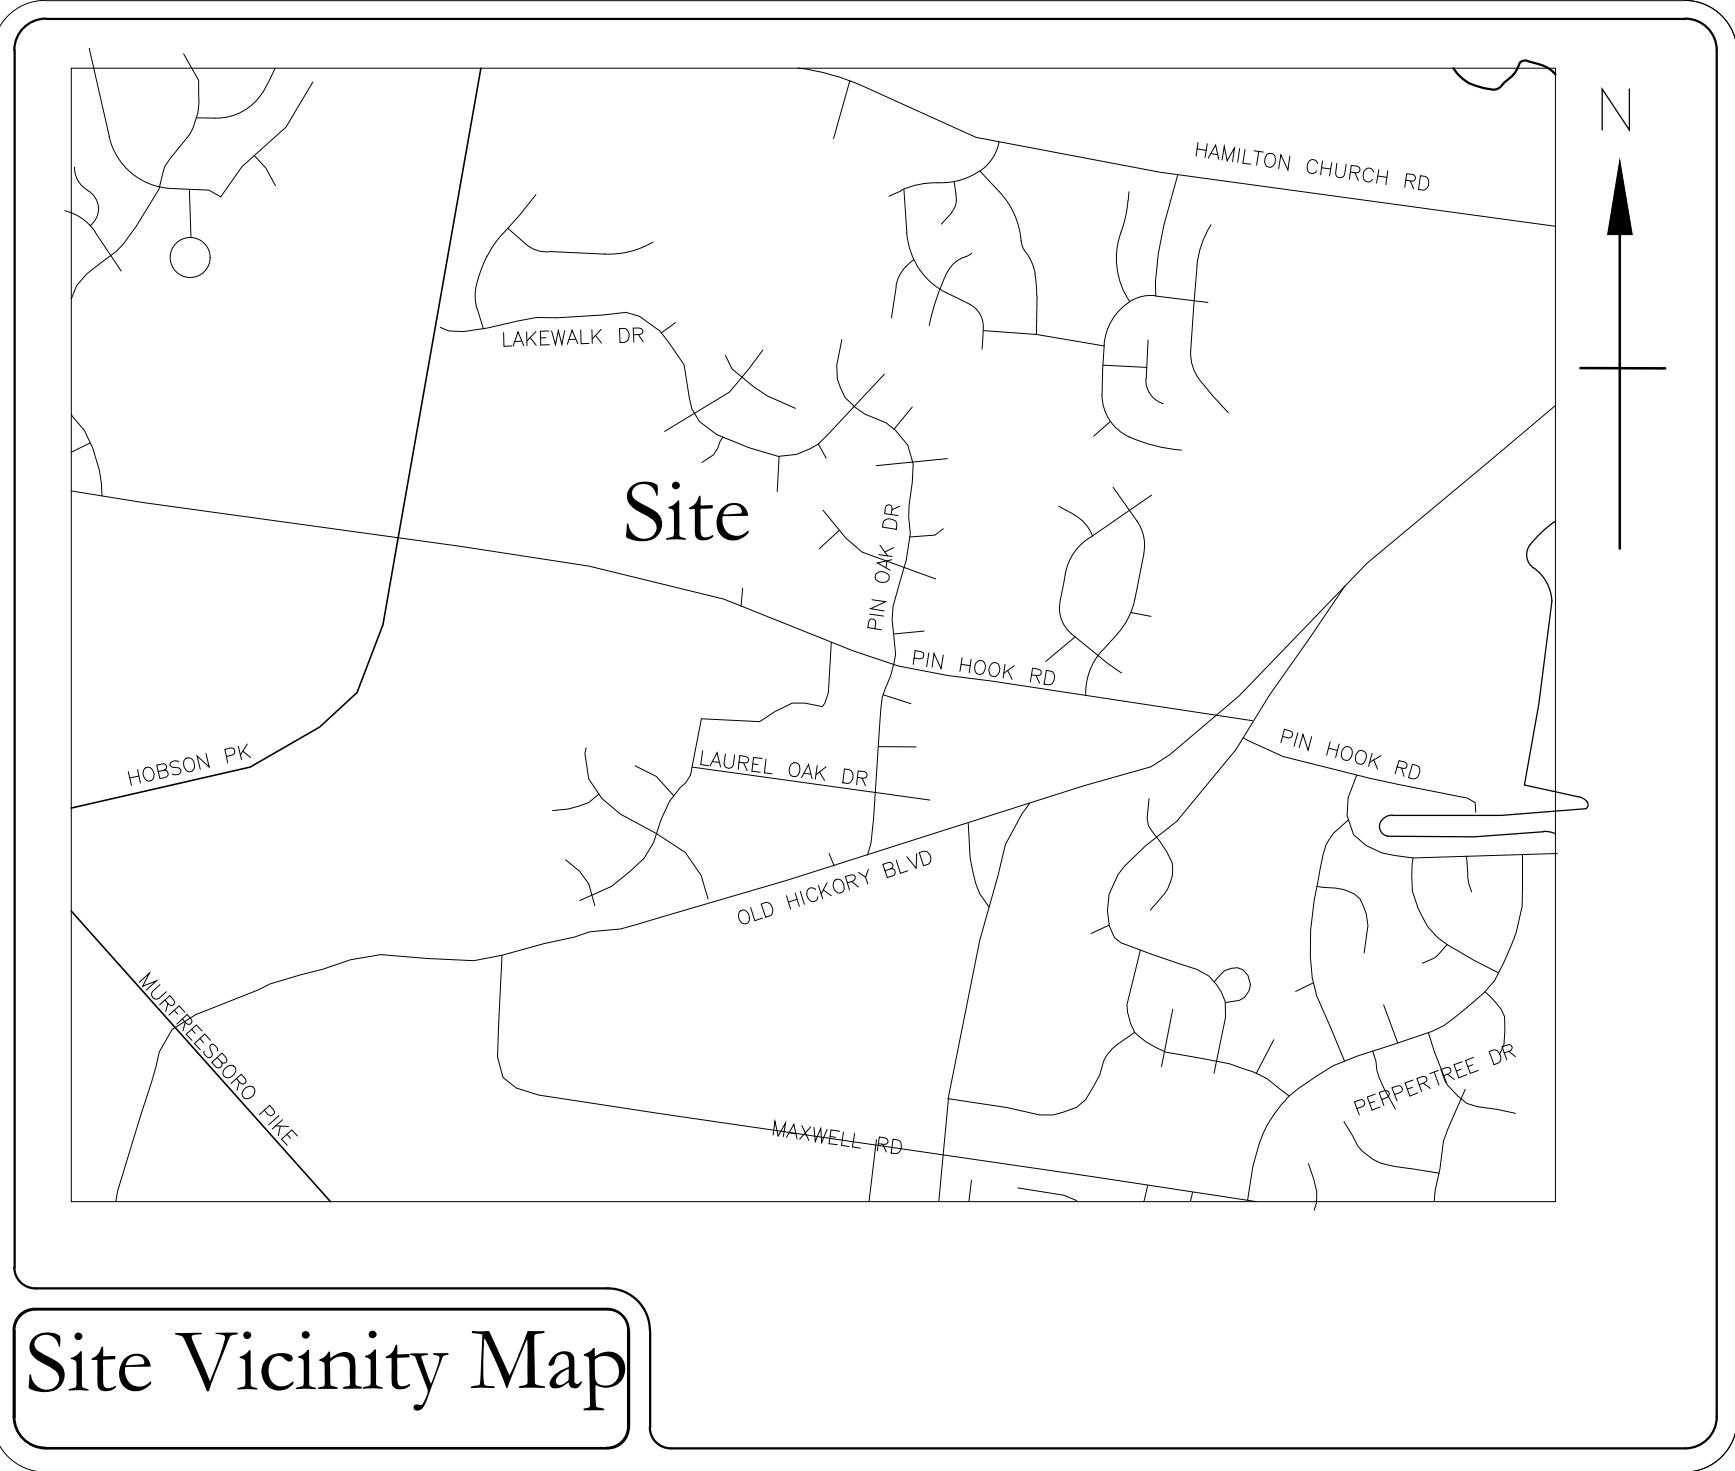 N
HAMILTON CHURCH RD
LAKEWALK DR
Site
PIN OAK DR
PIN HOOK RD
PIN HOOK RD
HOBSON PK
LAUREL OAK DR
OLD HICKORY BLVD
MURFREESBORO PIKE
PEPPERTREE DR
MAXWELL RD
Site Vicinity Map